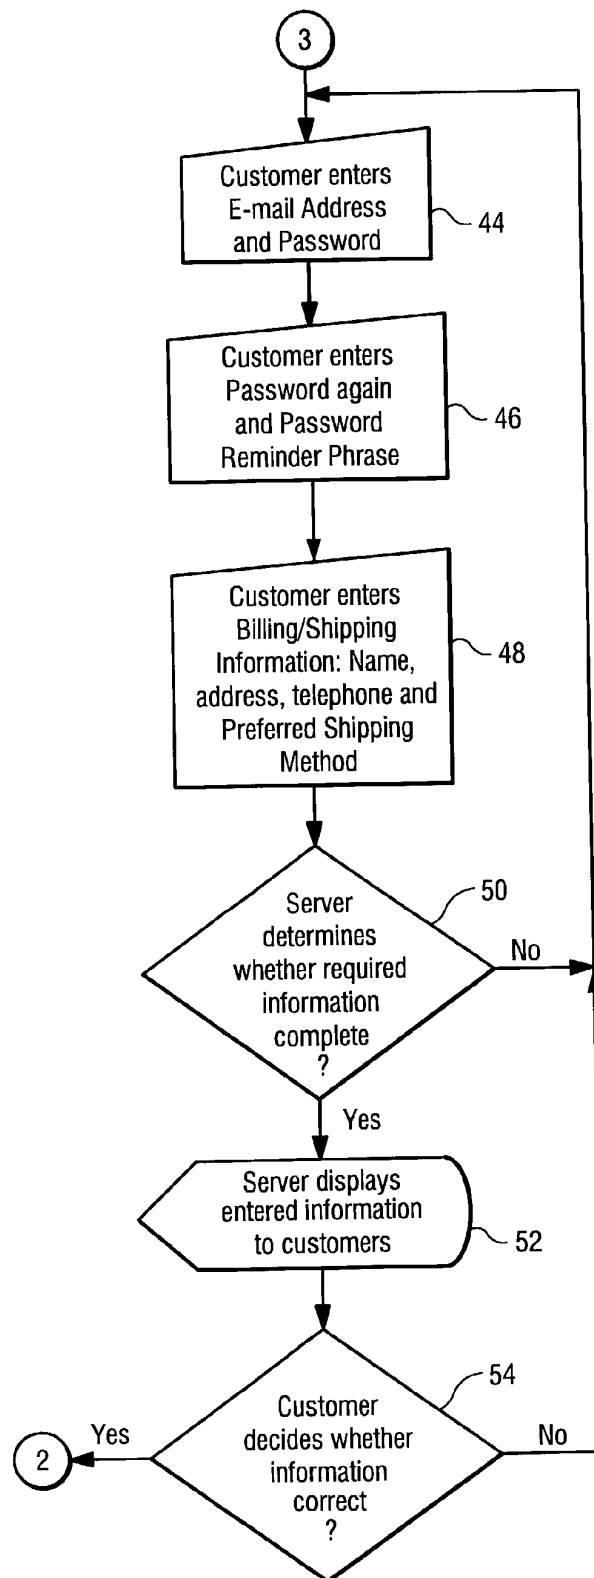 3
Customer enters
E-mail Address
and Password
44
Customer enters
Password again
and Password
Reminder Phrase
46
Customer enters
Billing/Shipping
Information: Name,
address, telephone and
Preferred Shipping
Method
48
Server
determines
whether required
information
complete
?
50
No
Yes
Server displays
entered information
to customers
52
Customer
decides whether
information
correct
?
54
Yes
No
2